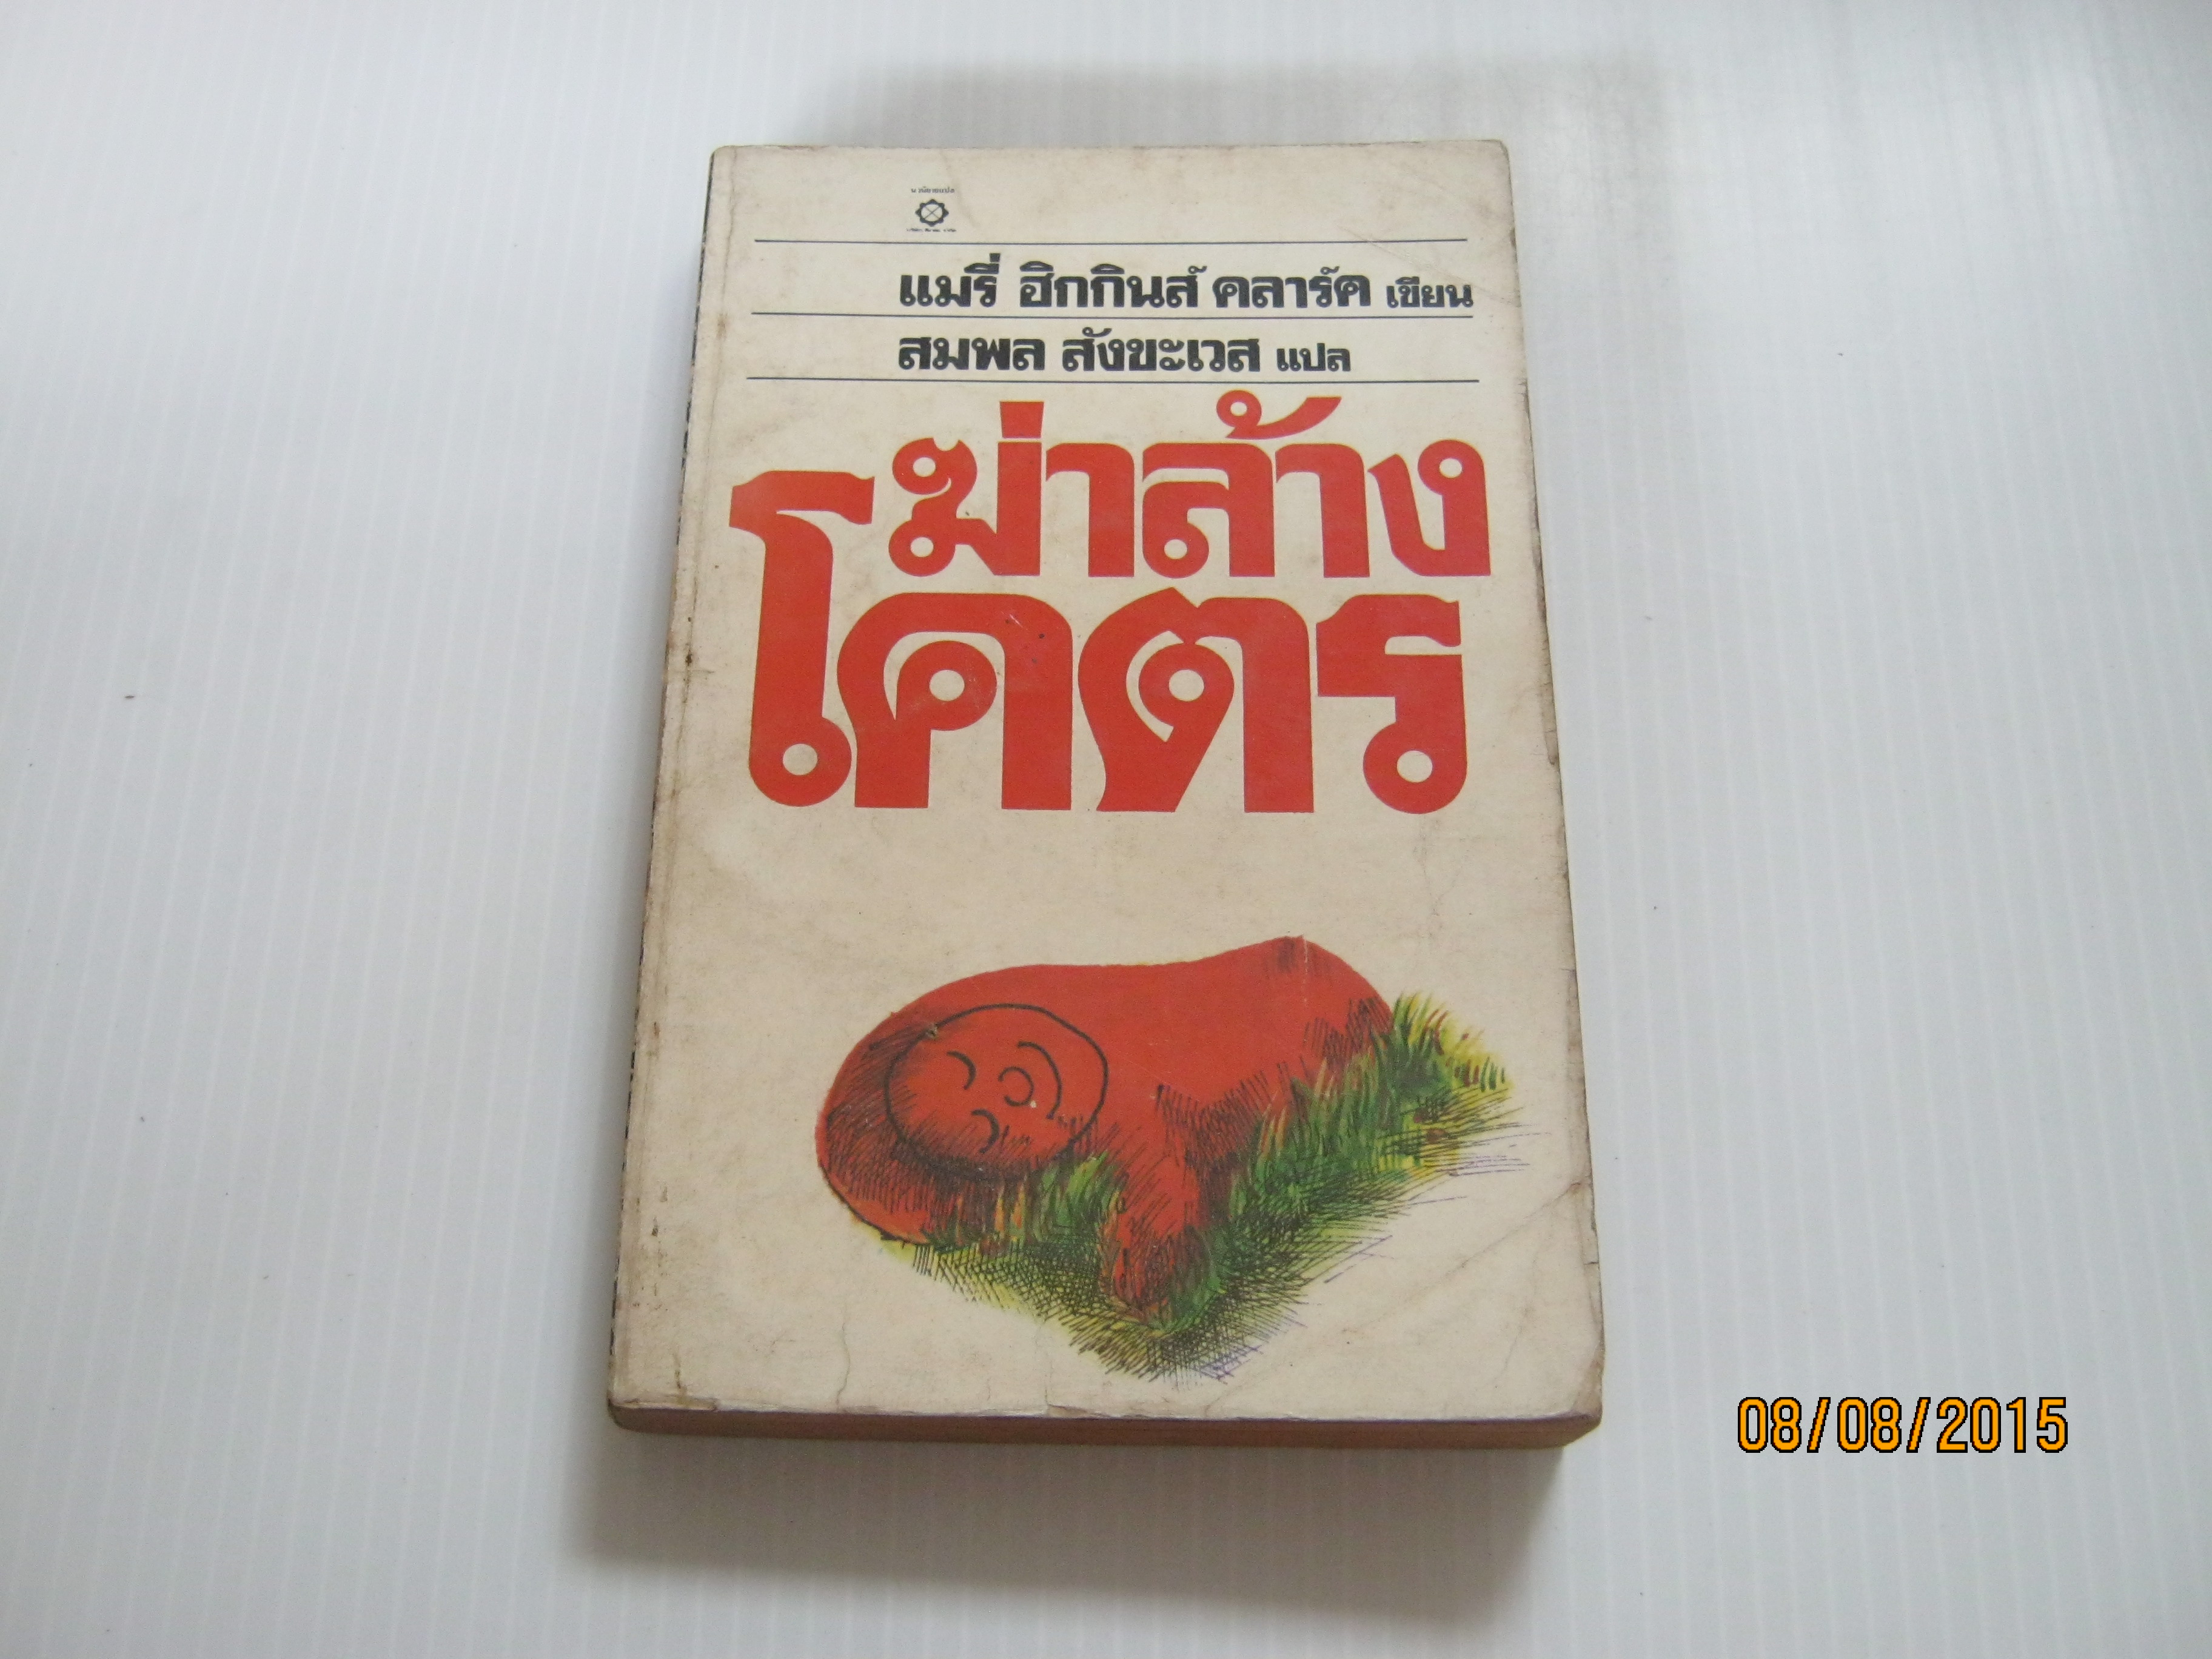 แมรี่ ฮิกกินส์ คลาร์ค เขียน
สมพล สังขะเวส แปล
ฆ่าล้าง
โคตร
08/08/2015